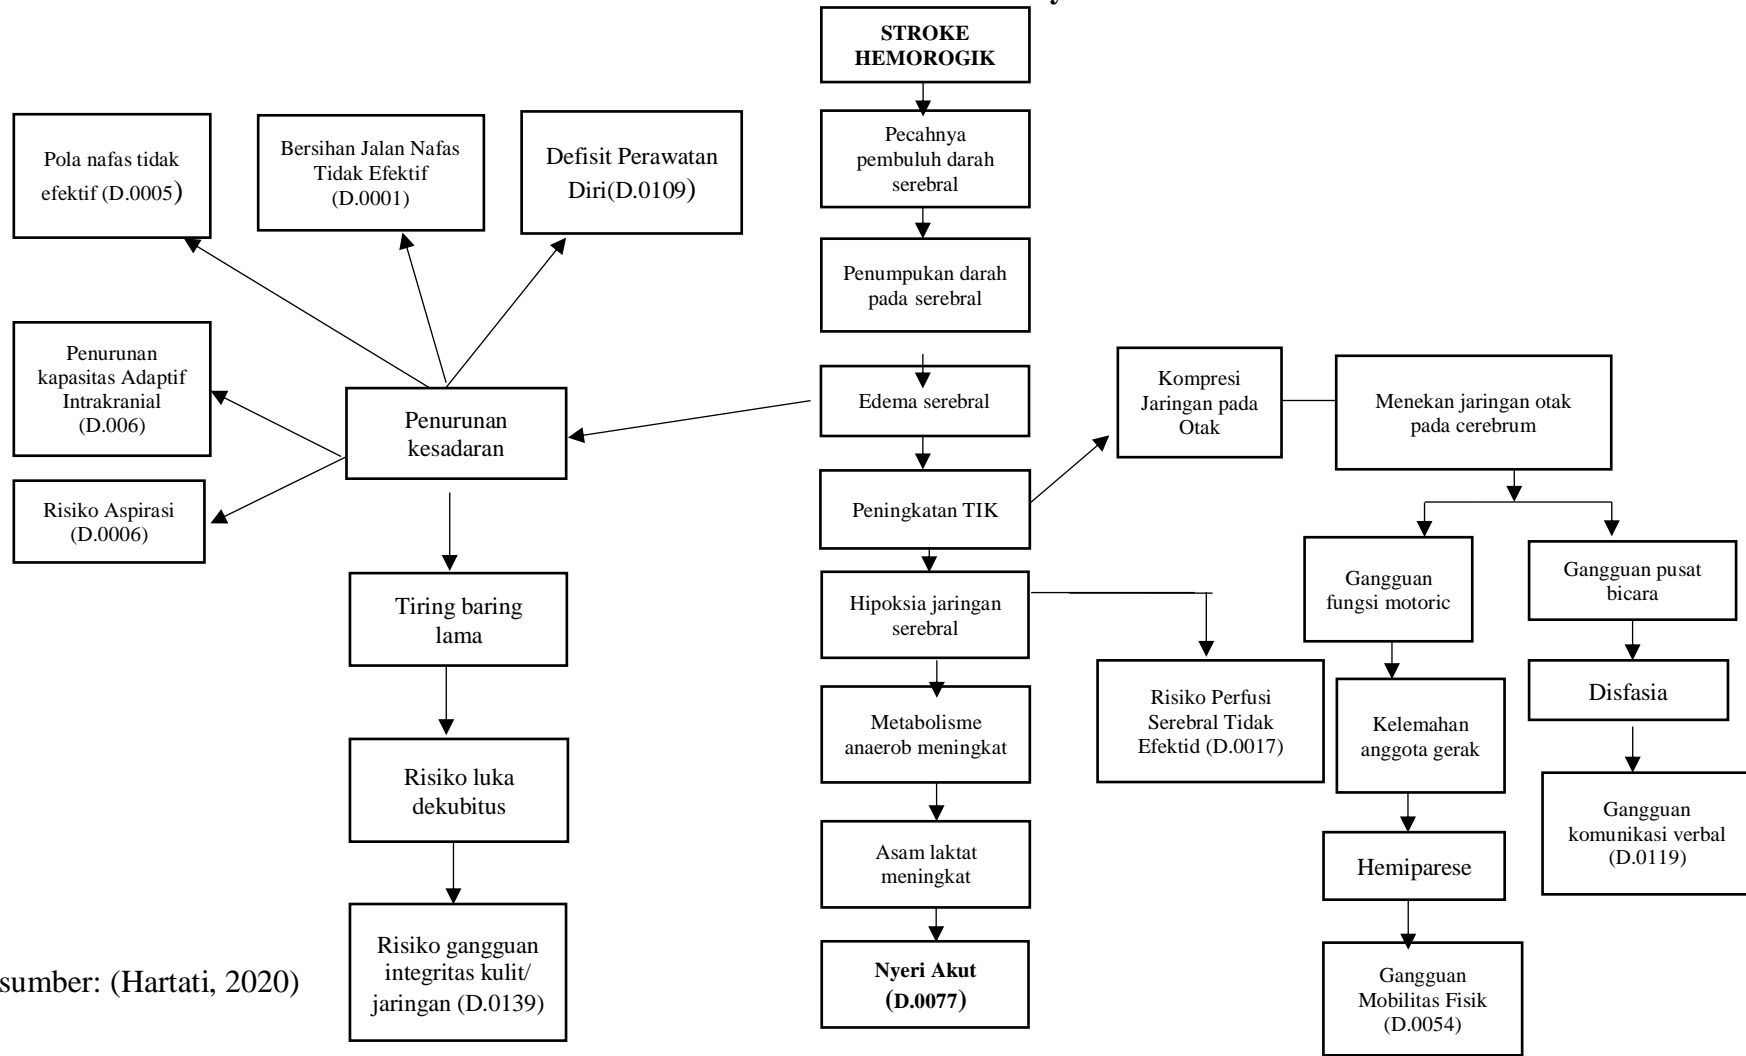 STROKE
HEMOROGIK
Pecahnya
pembuluh darah
serebral
Penumpukan darah
pada serebral
Edema serebral
Peningkatan TIK
Hipoksia jaringan
serebral
Metabolisme
anaerob meningkat
Asam laktat
meningkat
Nyeri Akut
(D.0077)
Pola nafas tidak
efektif (D.0005)
Bersihan Jalan Nafas
Tidak Efektif
(D.0001)
Defisit Perawatan
Diri(D.0109)
Penurunan
kapasitas Adaptif
Intrakranial
(D.006)
Risiko Aspirasi
(D.0006)
Penurunan
kesadaran
Tiring baring
lama
Risiko luka
dekubitus
Risiko gangguan
integritas kulit/
jaringan (D.0139)
Kompresi
Jaringan pada
Otak
Menekan jaringan otak
pada cerebrum
Gangguan
fungsi motoric
Kelemahan
anggota gerak
Hemiparese
Gangguan
Mobilitas Fisik
(D.0054)
Gangguan pusat
bicara
Disfasia
Gangguan
komunikasi verbal
(D.0119)
Risiko Perfusi
Serebral Tidak
Efektid (D.0017)
sumber: (Hartati, 2020)